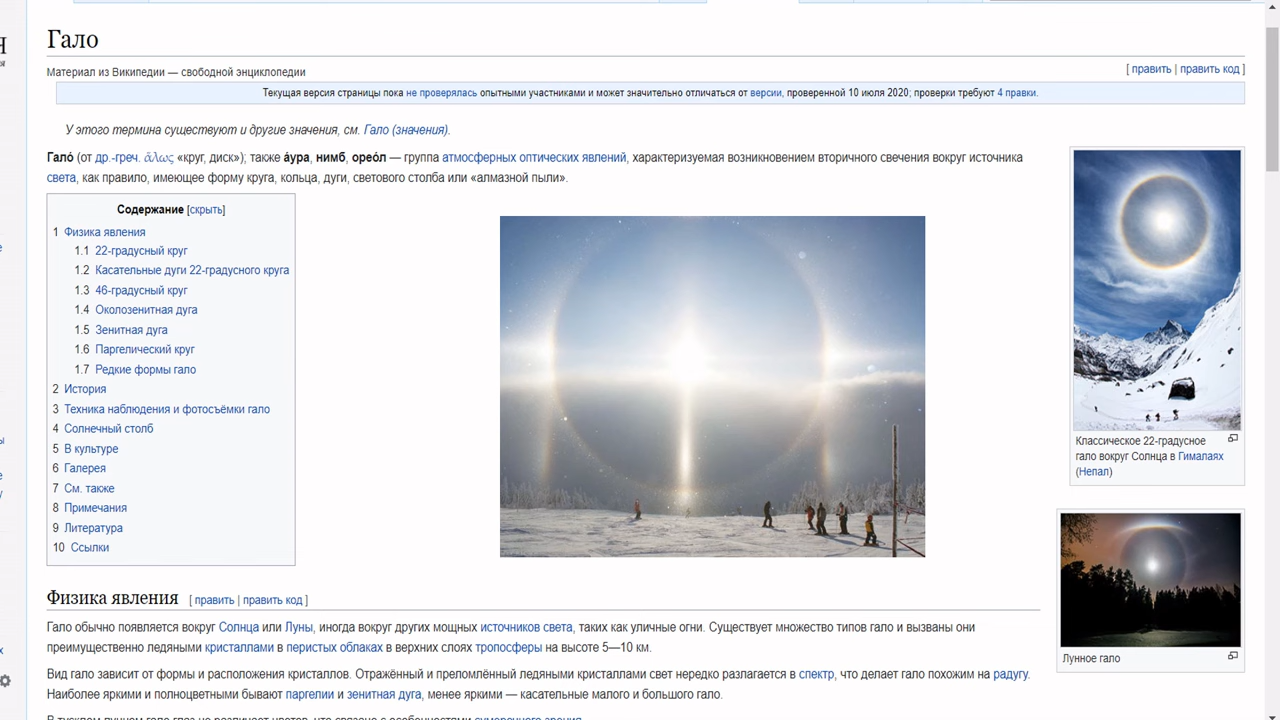 Гало
Материал из Википедии — свободной энциклопедии
[ править | править код ]
Текущая версия страницы пока не проверялась опытными участниками и может значительно отличаться от версии, проверенной 10 июля 2020; проверки требуют 4 правки.
У этого термина существуют и другие значения, см. Гало (значения).
Гало́ (от др.-греч. ἅλως «круг, диск»); также а́ура, нимб, орео́л — группа атмосферных оптических явлений, характеризуемая возникновением вторичного свечения вокруг источника
света, как правило, имеющее форму круга, кольца, дуги, светового столба или «алмазной пыли».
Содержание [скрыть]
1 Физика явления
1.1 22-градусный круг
1.2 Касательные дуги 22-градусного круга
1.3 46-градусный круг
1.4 Околозенитная дуга
1.5 Зенитная дуга
1.6 Паргелический круг
1.7 Редкие формы гало
2 История
3 Техника наблюдения и фотосъёмки гало
4 Солнечный столб
5 В культуре
6 Галерея
7 См. также
8 Примечания
9 Литература
10 Ссылки
Классическое 22-градусное
гало вокруг Солнца в Гималаях
(Непал)
Лунное гало
Физика явления [ править | править код ]
Гало обычно появляется вокруг Солнца или Луны, иногда вокруг других мощных источников света, таких как уличные огни. Существует множество типов гало и вызваны они
преимущественно ледяными кристаллами в перистых облаках в верхних слоях тропосферы на высоте 5—10 км.
Вид гало зависит от формы и расположения кристаллов. Отражённый и преломлённый ледяными кристаллами свет нередко разлагается в спектр, что делает гало похожим на радугу.
Наиболее яркими и полноцветными бывают паргелии и зенитная дуга, менее яркими — касательные малого и большого гало.